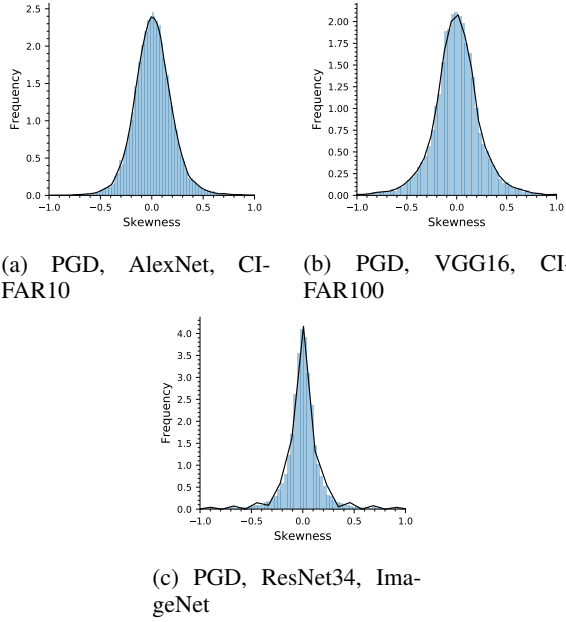 2.5
2.0
1.5
1.0
0.5
0.0
Frequency
−1.0 −0.5 0.0 0.5 1.0
Skewness
(a) PGD, AlexNet, CI-
FAR10
2.00
1.75
1.50
1.25
1.00
0.75
0.50
0.25
0.00
Frequency
−1.0 −0.5 0.0 0.5 1.0
Skewness
(b) PGD, VGG16, CI-
FAR100
4.0
3.5
3.0
2.5
2.0
1.5
1.0
0.5
0.0
Frequency
−1.0 −0.5 0.0 0.5 1.0
Skewness
(c) PGD, ResNet34, Ima-
geNet